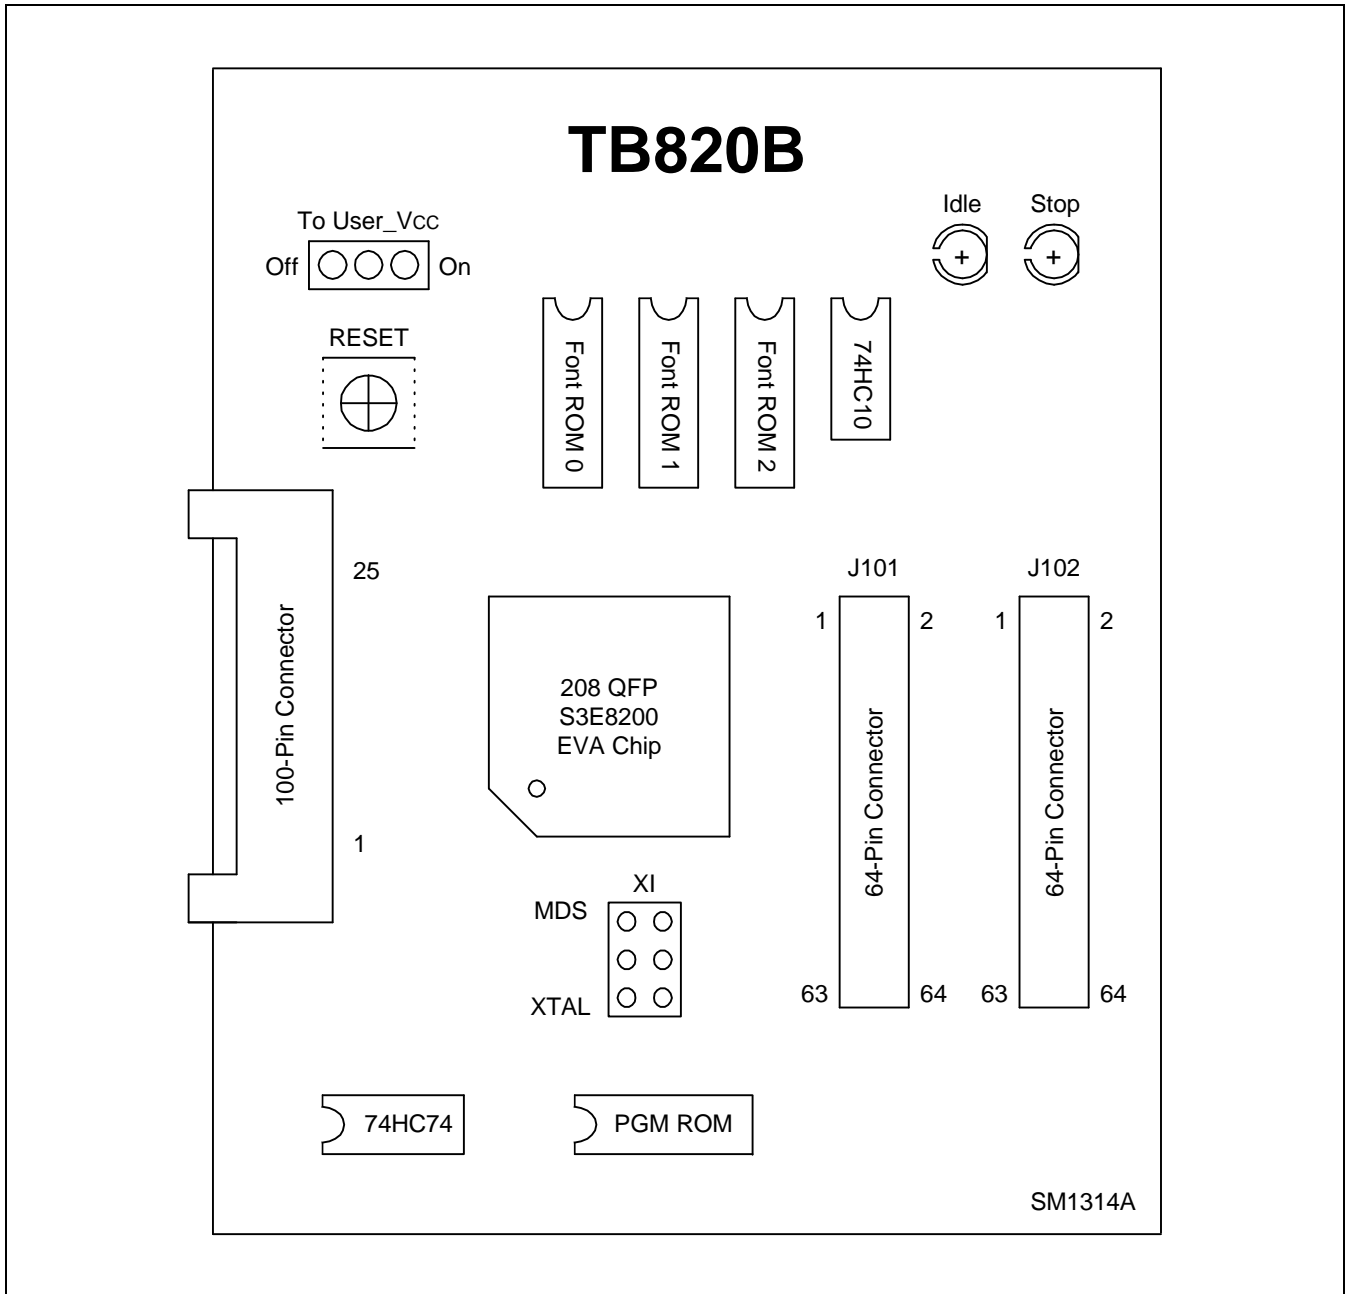 TB820B
To User_Vcc
Off
On
Idle
Stop
RESET
Font ROM 0
Font ROM 1
Font ROM 2
74HC10
25
100-Pin Connector
1
208 QFP
S3E8200
EVA Chip
J101
1
2
64-Pin Connector
63
64
J102
1
2
64-Pin Connector
63
64
XI
MDS
XTAL
74HC74
PGM ROM
SM1314A